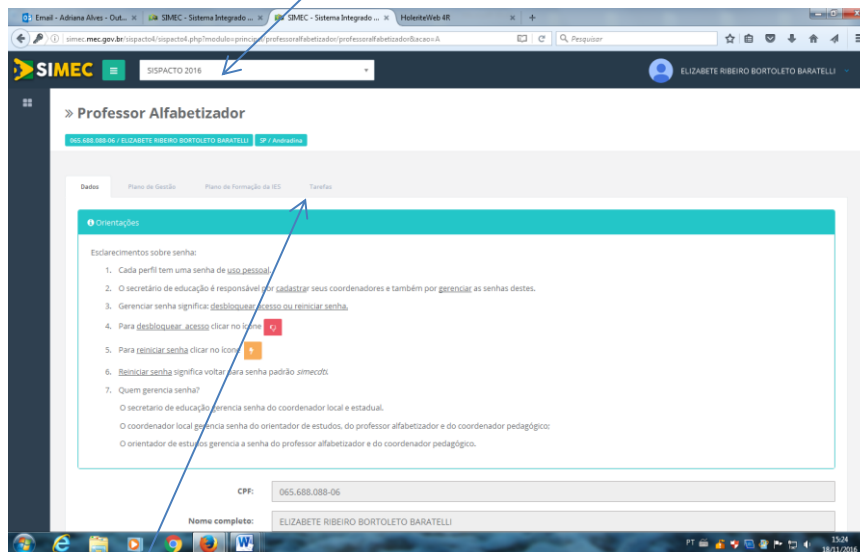 Email - Adriana Alves - Out... × SIMEC - Sistema Integrado ... × SIMEC - Sistema Integrado ... × HoleriteWeb 4R × +
simec.mec.gov.br/sispacto4/sispacto4.php?modulo=principal/professoralfabetizador/professoralfabetizador&acao=A Pesquisar
SIMEC SISPACTO 2016 ELIZABETE RIBEIRO BORTOLETO BARATELLI
» Professor Alfabetizador
065.688.088-06 / ELIZABETE RIBEIRO BORTOLETO BARATELLI SP / Andradina
Dados Plano de Gestão Plano de Formação da IES Tarefas
Orientações
Esclarecimentos sobre senha:
1. Cada perfil tem uma senha de uso pessoal.
2. O secretário de educação é responsável por cadastrar seus coordenadores e também por gerenciar as senhas destes.
3. Gerenciar senha significa: desbloquear acesso ou reiniciar senha.
4. Para desbloquear acesso clicar no ícone
5. Para reiniciar senha clicar no ícone
6. Reiniciar senha significa voltar para senha padrão simecdti.
7. Quem gerencia senha?
O secretario de educação gerencia senha do coordenador local e estadual.
O coordenador local gerencia senha do orientador de estudos, do professor alfabetizador e do coordenador pedagógico;
O orientador de estudos gerencia a senha do professor alfabetizador e do coordenador pedagógico.
CPF: 065.688.088-06
Nome completo: ELIZABETE RIBEIRO BORTOLETO BARATELLI
PT 15:24
18/11/2016